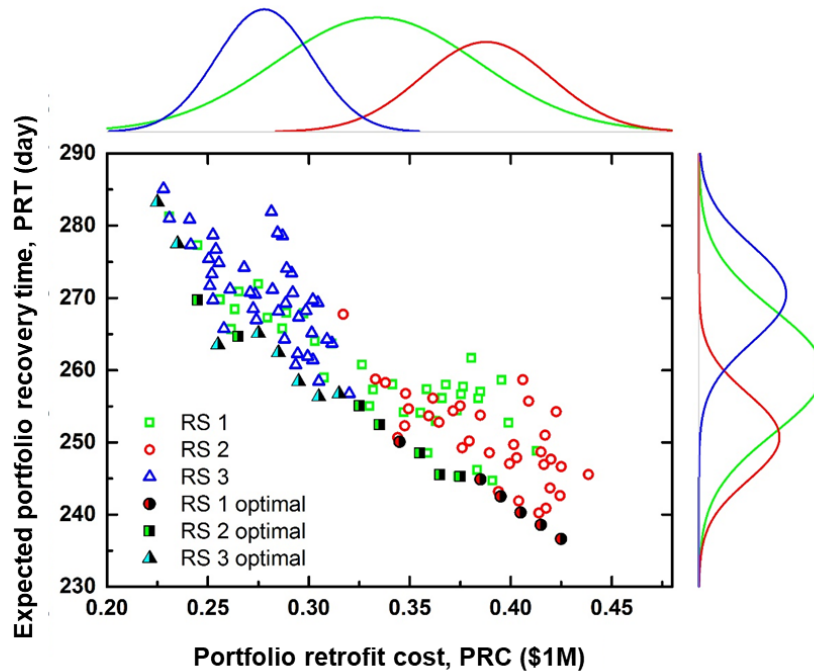 290
280
270
260
250
240
230
Expected portfolio recovery time, PRT (day)
RS 1
RS 2
RS 3
RS 1 optimal
RS 2 optimal
RS 3 optimal
0.20 0.25 0.30 0.35 0.40 0.45
Portfolio retrofit cost, PRC ($1M)